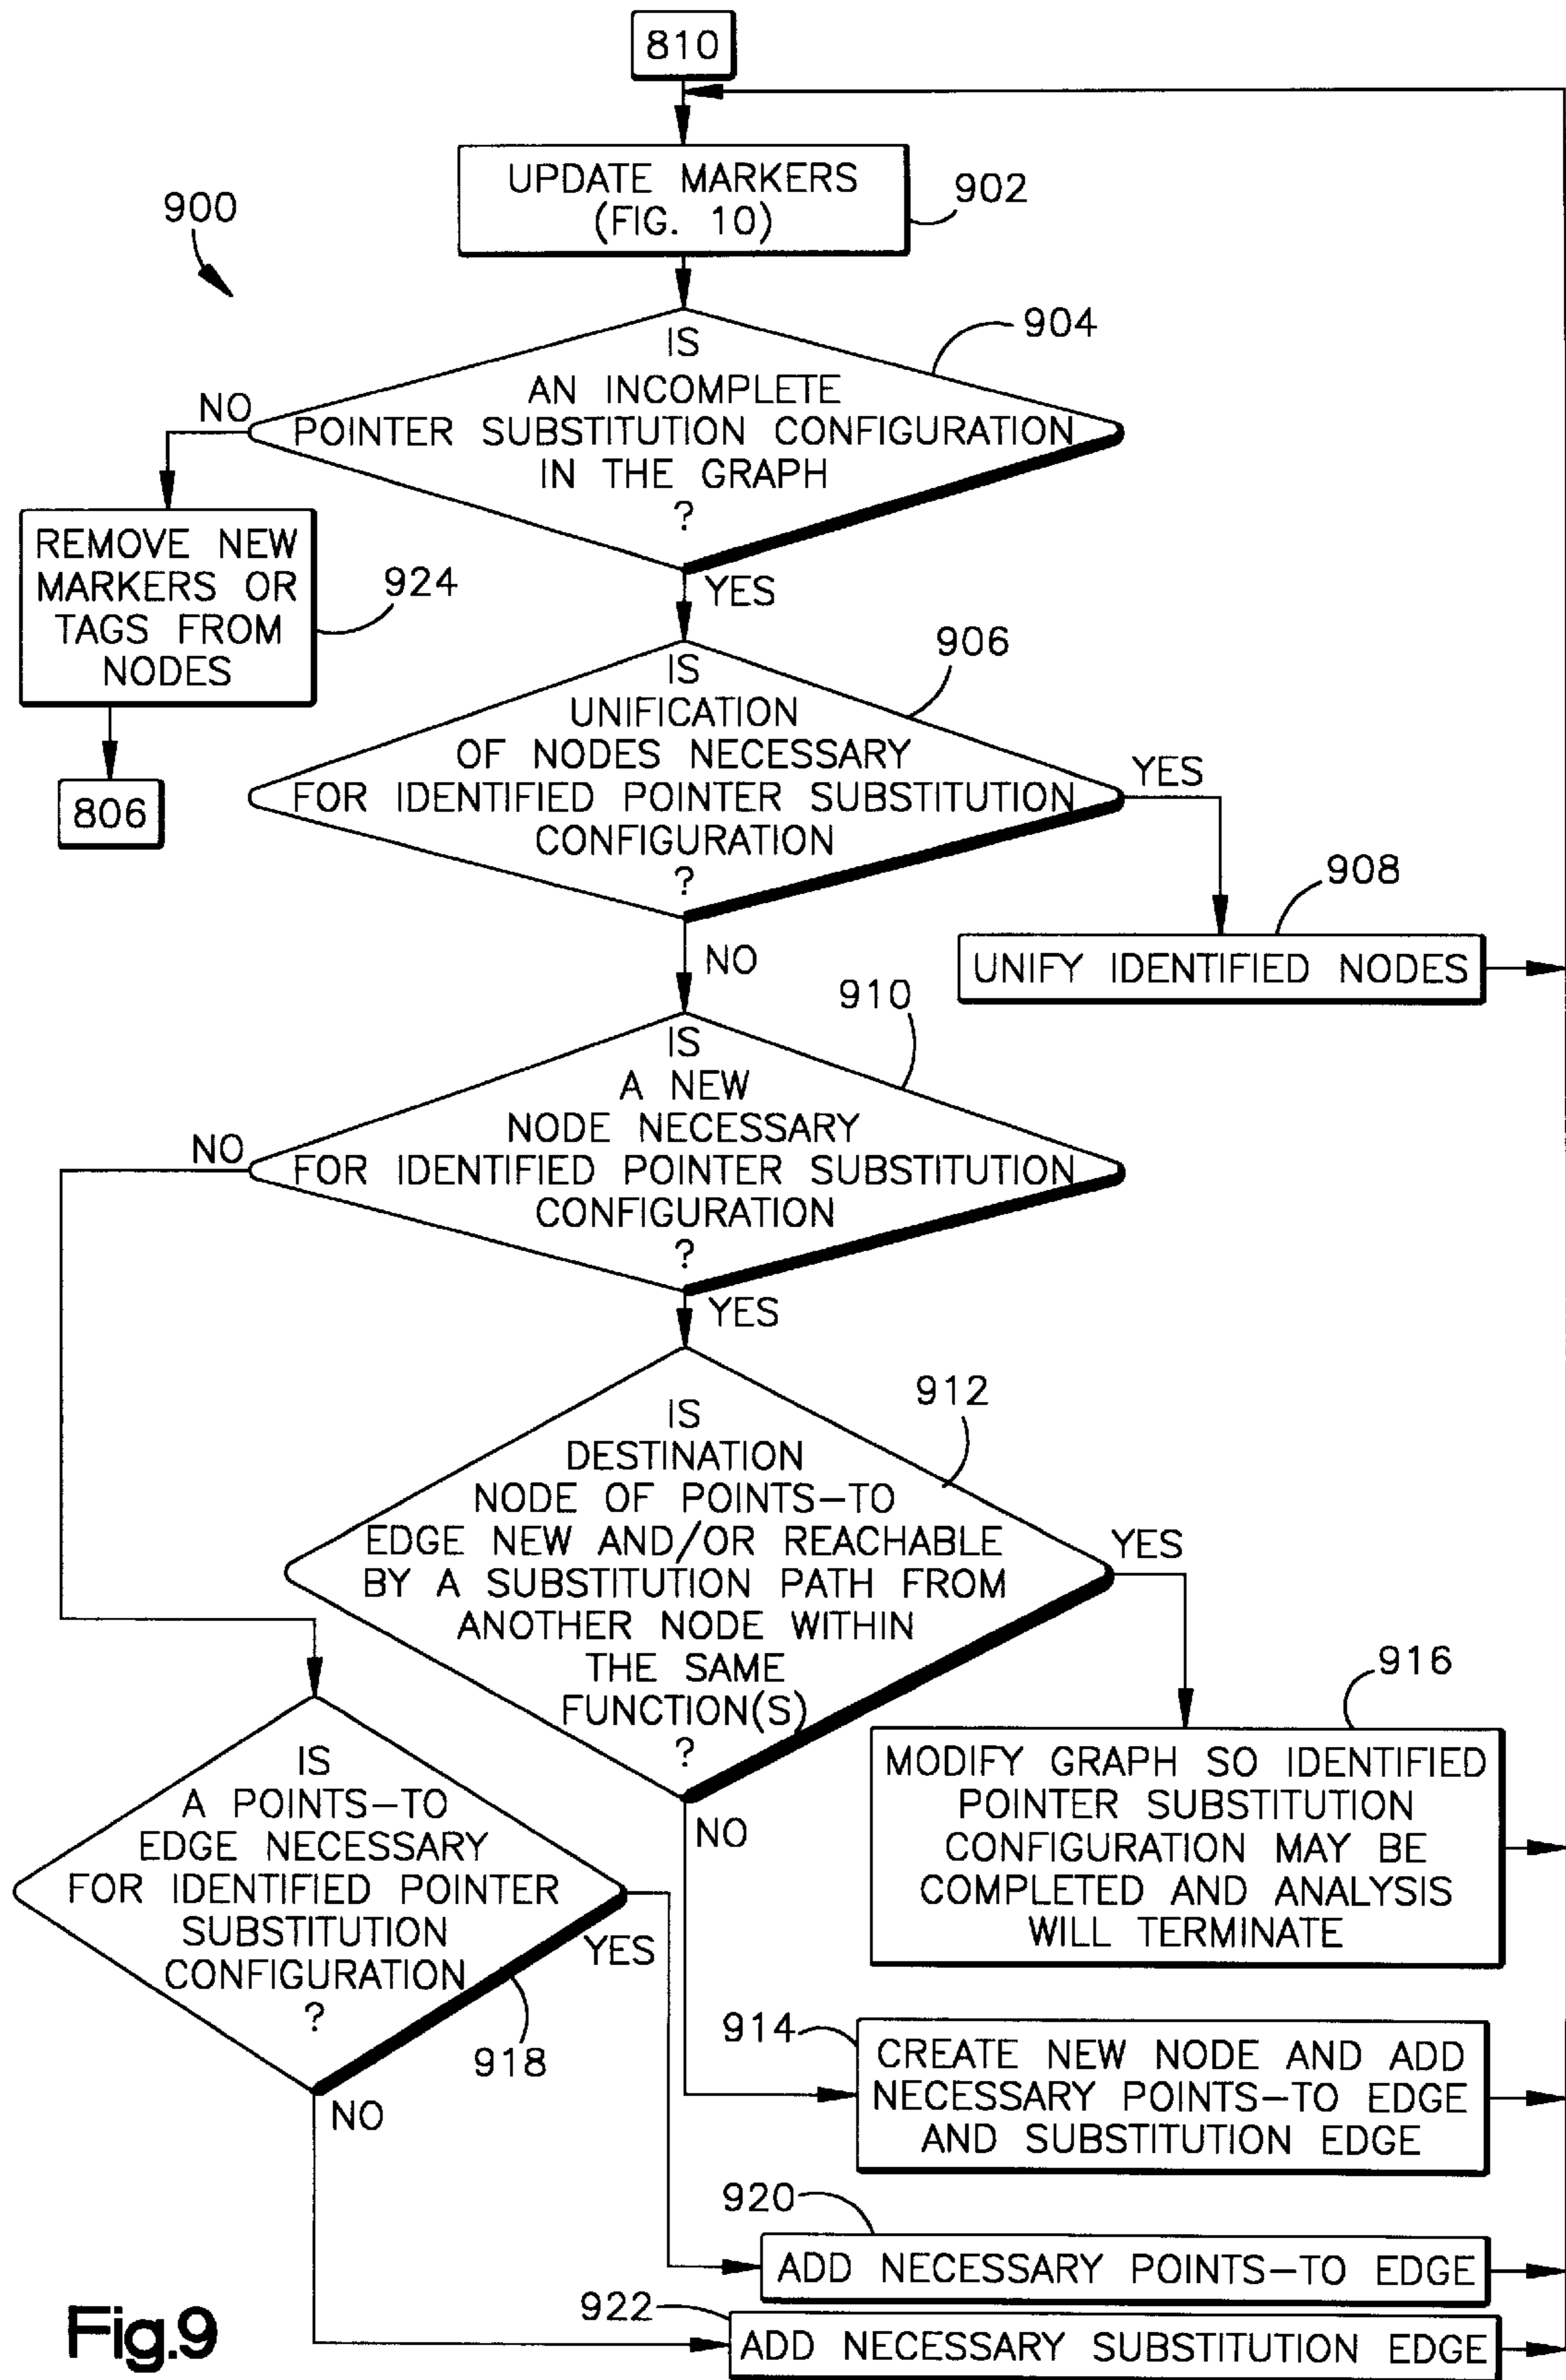 810
UPDATE MARKERS
(FIG. 10)
902
900
IS
AN INCOMPLETE
POINTER SUBSTITUTION CONFIGURATION
IN THE GRAPH
?
904
NO
YES
REMOVE NEW
MARKERS OR
TAGS FROM
NODES
924
806
IS
UNIFICATION
OF NODES NECESSARY
FOR IDENTIFIED POINTER SUBSTITUTION
CONFIGURATION
?
906
YES
NO
908
UNIFY IDENTIFIED NODES
910
IS
A NEW
NODE NECESSARY
FOR IDENTIFIED POINTER SUBSTITUTION
CONFIGURATION
?
NO
YES
912
IS
DESTINATION
NODE OF POINTS-TO
EDGE NEW AND/OR REACHABLE
BY A SUBSTITUTION PATH FROM
ANOTHER NODE WITHIN
THE SAME
FUNCTION(S)
?
YES
NO
916
MODIFY GRAPH SO IDENTIFIED
POINTER SUBSTITUTION
CONFIGURATION MAY BE
COMPLETED AND ANALYSIS
WILL TERMINATE
IS
A POINTS-TO
EDGE NECESSARY
FOR IDENTIFIED POINTER
SUBSTITUTION
CONFIGURATION
?
YES
918
NO
914
CREATE NEW NODE AND ADD
NECESSARY POINTS-TO EDGE
AND SUBSTITUTION EDGE
920
ADD NECESSARY POINTS-TO EDGE
922
ADD NECESSARY SUBSTITUTION EDGE
Fig.9